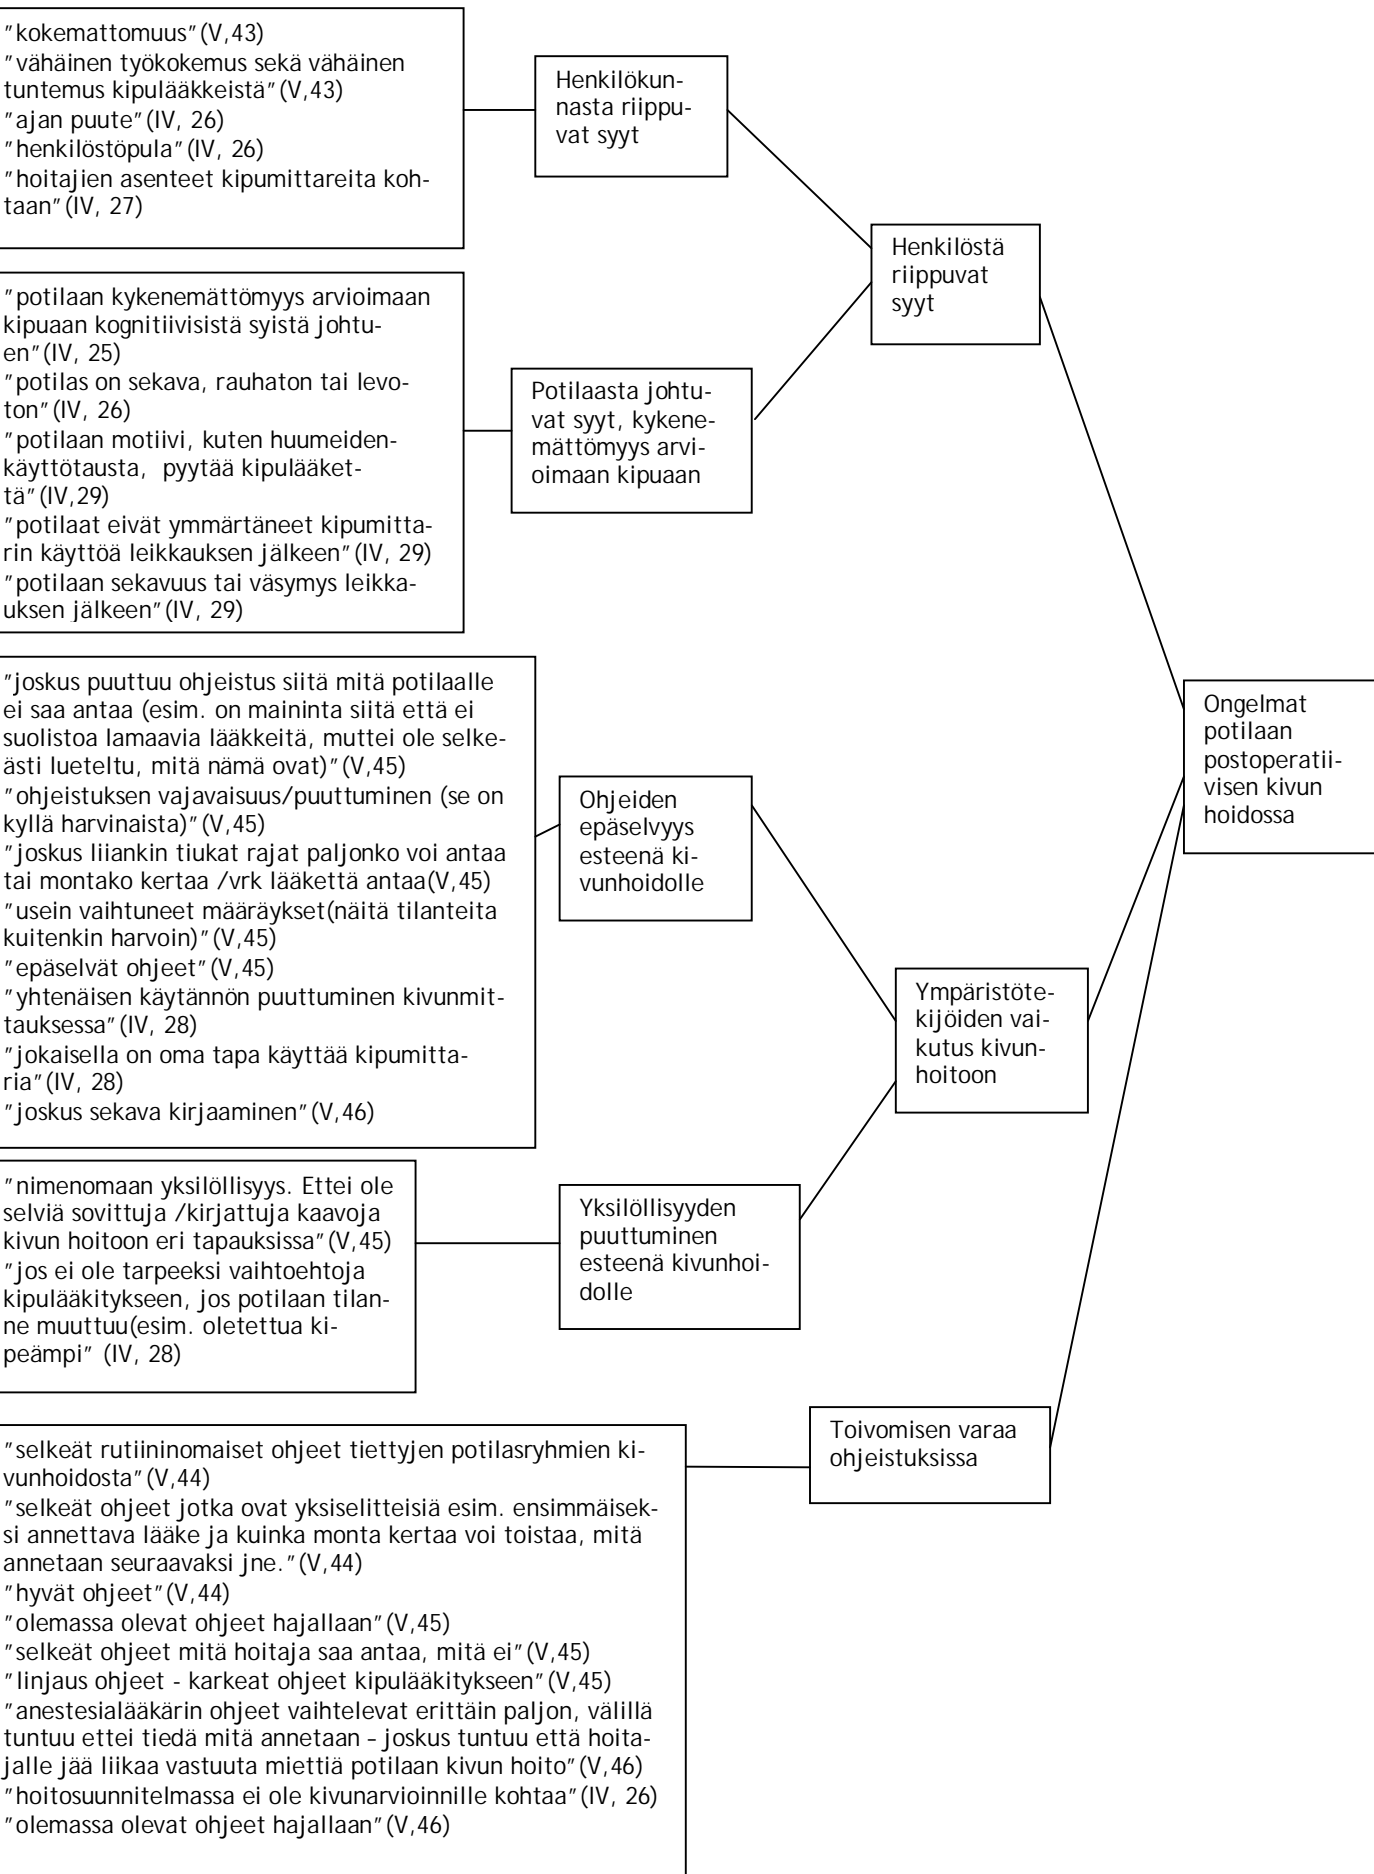 "kokemattomuus"(V,43)
"vähäinen työkokemus sekä vähäinen
tuntemus kipulääkkeistä"(V,43)
"ajan puute"(IV, 26)
"henkilöstöpula"(IV, 26)
"hoitajien asenteet kipumittareita koh-
taan"(IV, 27)
Henkilökun-
nasta riippu-
vat syyt
Henkilöstä
riippuvat
syyt
"potilaan kykenemättömyys arvioimaan
kipuaan kognitiivisistä syistä johtu-
en"(IV, 25)
"potilas on sekava, rauhaton tai levo-
ton"(IV, 26)
"potilaan motiivi, kuten huumeiden-
käyttötausta, pyytää kipulääket-
tä"(IV,29)
"potilaat eivät ymmärtäneet kipumitta-
rin käyttöä leikkauksen jälkeen"(IV, 29)
"potilaan sekavuus tai väsymys leikka-
uksen jälkeen"(IV, 29)
Potilaasta johtu-
vat syyt, kykene-
mättömyys arvi-
oimaan kipuaan
"joskus puuttuu ohjeistus siitä mitä potilaalle
ei saa antaa (esim. on maininta siitä että ei
suolistoa lamaavia lääkkeitä, muttei ole selke-
ästi lueteltu, mitä nämä ovat)"(V,45)
"ohjeistuksen vajavaisuus/puuttuminen (se on
kyllä harvinaista)"(V,45)
"joskus liiankin tiukat rajat paljonko voi antaa
tai montako kertaa /vrk lääkettä antaa(V,45)
"usein vaihtuneet määräykset(näitä tilanteita
kuitenkin harvoin)"(V,45)
"epäselvät ohjeet"(V,45)
"yhtenäisen käytännön puuttuminen kivunmit-
tauksessa"(IV, 28)
"jokaisella on oma tapa käyttää kipumitta-
ria"(IV, 28)
"joskus sekava kirjaaminen"(V,46)
Ohjeiden
epäselvyys
esteenä ki-
vunhoidolle
Ongelmat
potilaan
postoperatii-
visen kivun
hoidossa
Ympäristöte-
kijöiden vai-
kutus kivun-
hoitoon
"nimenomaan yksilöllisyys. Ettei ole
selviä sovittuja /kirjattuja kaavoja
kivun hoitoon eri tapauksissa"(V,45)
"jos ei ole tarpeeksi vaihtoehtoja
kipulääkitykseen, jos potilaan tilan-
ne muuttuu(esim. oletettua ki-
peämpi" (IV, 28)
Yksilöllisyyden
puuttuminen
esteenä kivunhoi-
dolle
Toivomisen varaa
ohjeistuksissa
"selkeät rutiininomaiset ohjeet tiettyjen potilasryhmien ki-
vunhoidosta"(V,44)
"selkeät ohjeet jotka ovat yksiselitteisiä esim. ensimmäisek-
si annettava lääke ja kuinka monta kertaa voi toistaa, mitä
annetaan seuraavaksi jne."(V,44)
"hyvät ohjeet"(V,44)
"olemassa olevat ohjeet hajallaan"(V,45)
"selkeät ohjeet mitä hoitaja saa antaa, mitä ei"(V,45)
"linjaus ohjeet - karkeat ohjeet kipulääkitykseen"(V,45)
"anestesialääkärin ohjeet vaihtelevat erittäin paljon, välillä
tuntuu ettei tiedä mitä annetaan – joskus tuntuu että hoita-
jalle jää liikaa vastuuta miettiä potilaan kivun hoito"(V,46)
"hoitosuunnitelmassa ei ole kivunarvioinnille kohtaa"(IV, 26)
"olemassa olevat ohjeet hajallaan"(V,46)